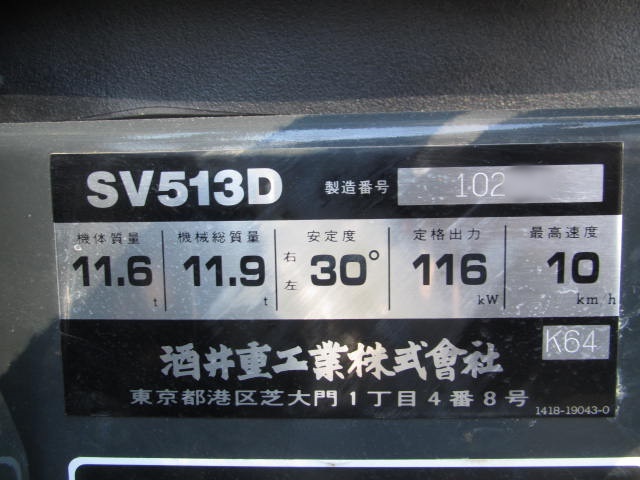 SV513D 製造番号 102
機体質量 機械総質量 安定度 定格出力 最高速度
11.6 t 11.9 t 右左 30° 116 kW 10 km/h
K64
酒井重工業株式會社
東京都港区芝大門1丁目4番8号 1418-19043-0